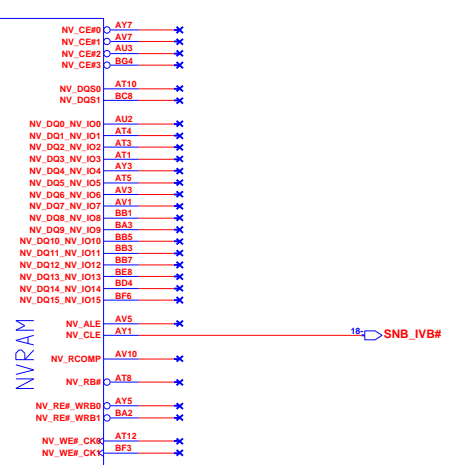 NV_CE#0 AY7
NV_CE#1 AV7
NV_CE#2 AU3
NV_CE#3 BG4
NV_DQS0 AT10
NV_DQS1 BC8
NV_DQ0_NV_IO0 AU2
NV_DQ1_NV_IO1 AT4
NV_DQ2_NV_IO2 AT3
NV_DQ3_NV_IO3 AT1
NV_DQ4_NV_IO4 AY3
NV_DQ5_NV_IO5 AT5
NV_DQ6_NV_IO6 AV3
NV_DQ7_NV_IO7 AV1
NV_DQ8_NV_IO8 BB1
NV_DQ9_NV_IO9 BA3
NV_DQ10_NV_IO10 BB5
NV_DQ11_NV_IO11 BB3
NV_DQ12_NV_IO12 BB7
NV_DQ13_NV_IO13 BE8
NV_DQ14_NV_IO14 BD4
NV_DQ15_NV_IO15 BF6
NV_ALE AV5
NV_CLE AY1 18- SNB_IVB#
NVRAM
NV_RCOMP AV10
NV_RB# AT8
NV_RE#_WRB0 AY5
NV_RE#_WRB1 BA2
NV_WE#_CK0 AT12
NV_WE#_CK1 BF3